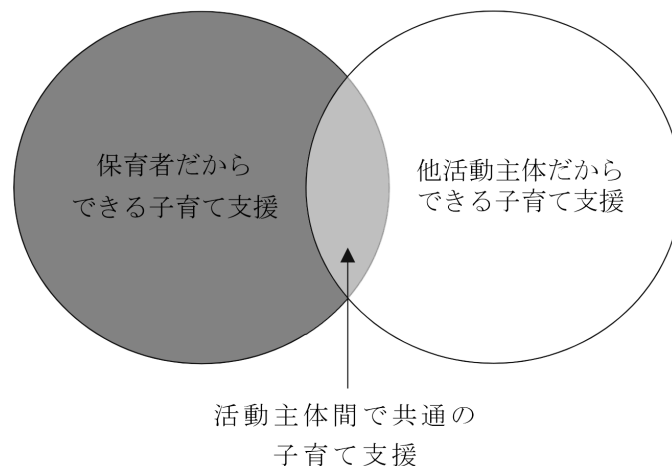 保育者だから
できる子育て支援
他活動主体だから
できる子育て支援
活動主体間で共通の
子育て支援